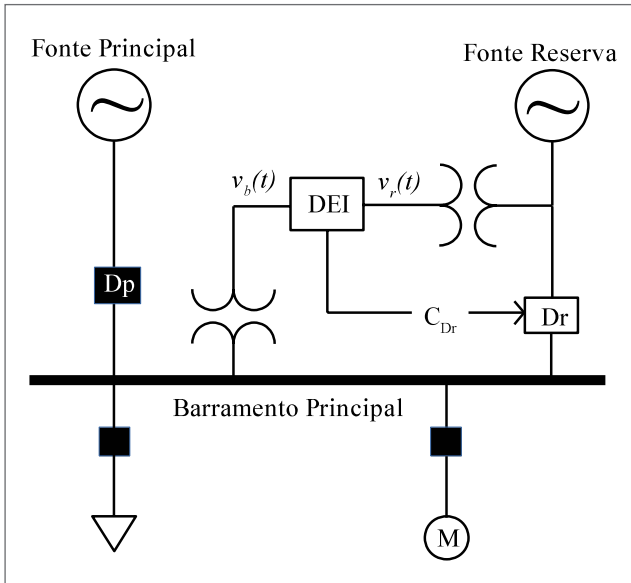 Fonte Principal
Fonte Reserva
v_b(t)
DEI
v_r(t)
Dp
C_Dr
Dr
Barramento Principal
M